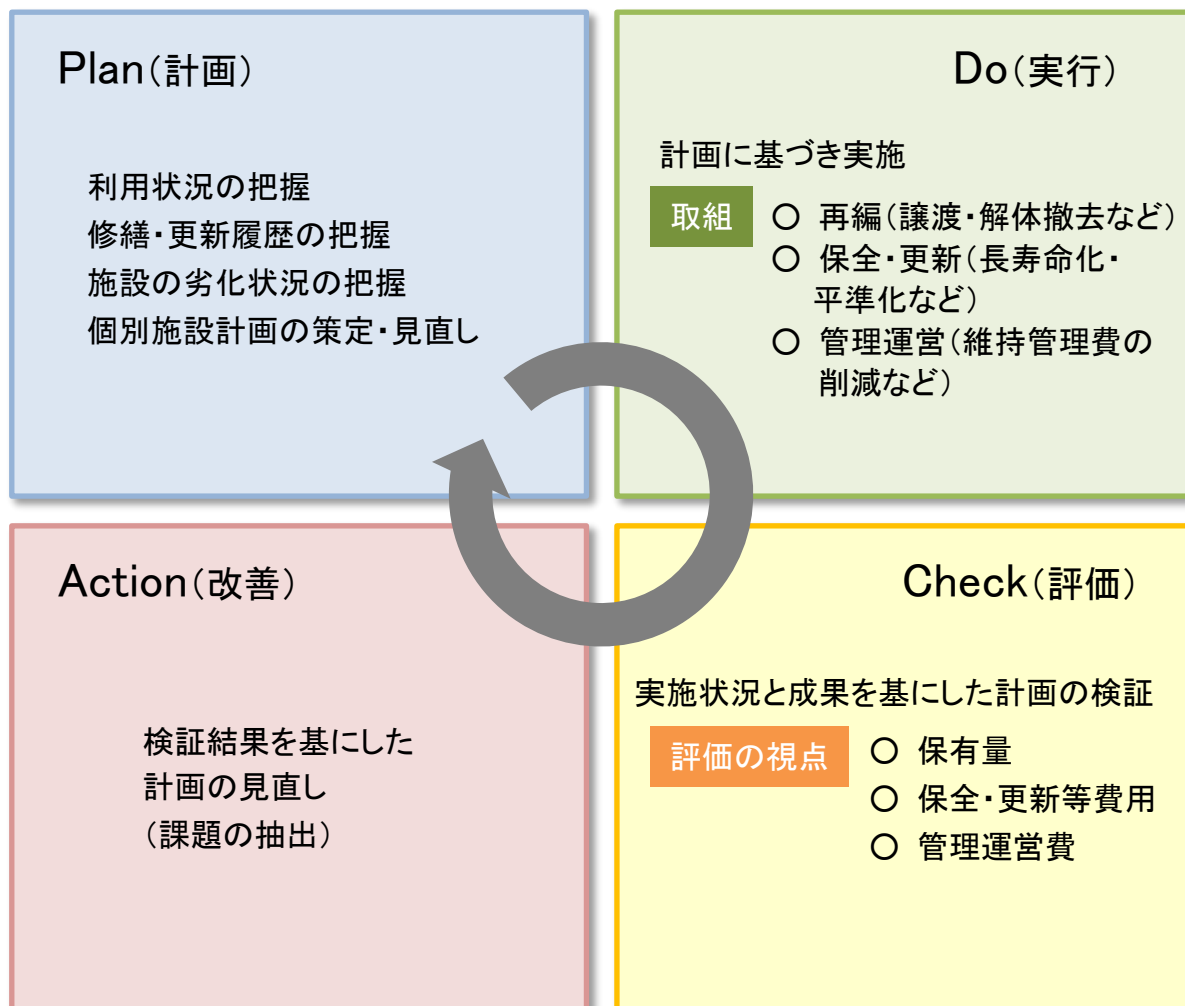 Plan（計画）
利用状況の把握
修繕・更新履歴の把握
施設の劣化状況の把握
個別施設計画の策定・見直し
Do（実行）
計画に基づき実施
取組
○ 再編（譲渡・解体撤去など）
○ 保全・更新（長寿命化・
平準化など）
○ 管理運営（維持管理費の
削減など）
Action（改善）
検証結果を基にした
計画の見直し
（課題の抽出）
Check（評価）
実施状況と成果を基にした計画の検証
評価の視点
○ 保有量
○ 保全・更新等費用
○ 管理運営費